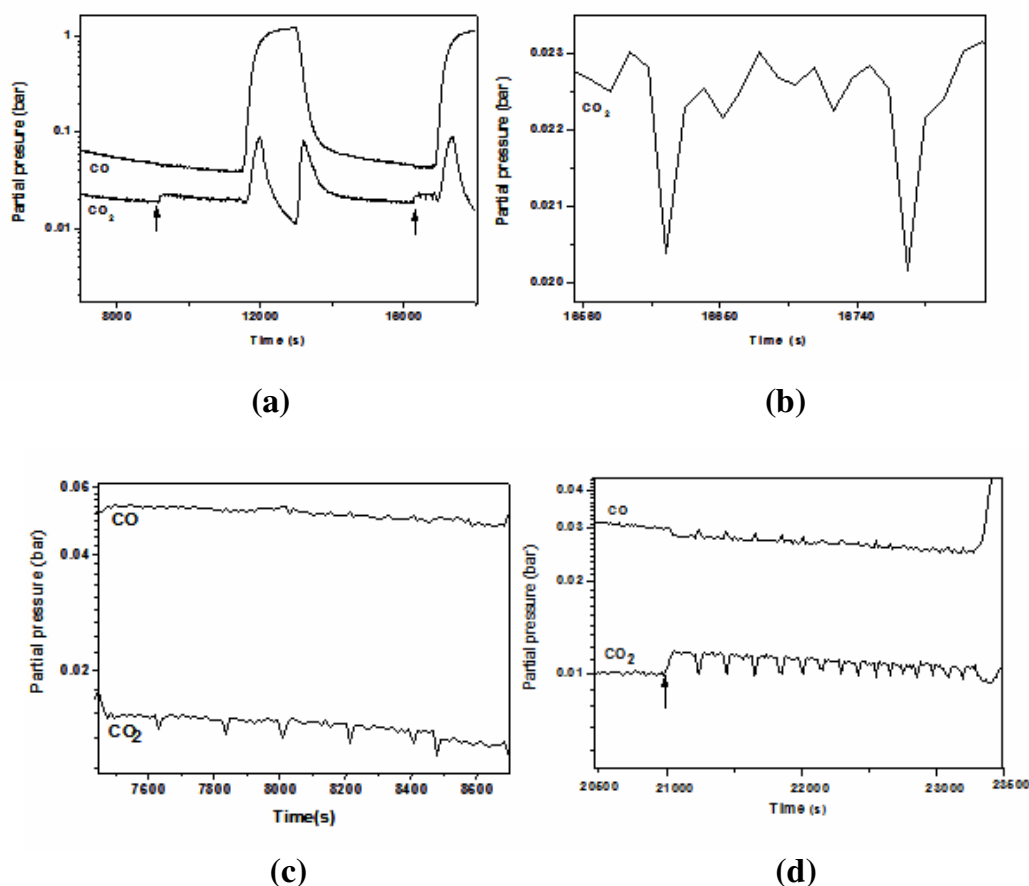 Partial pressure (bar)
1
0.1
0.01
CO
CO2
8000 12000 16000
Time (s)
(a)
Partial pressure (bar)
0.023
0.022
0.021
0.020
CO2
16560 16650 16740
Time (s)
(b)
Partial pressure (bar)
0.06
0.04
0.02
CO
CO2
7600 7800 8000 8200 8400 8600
Time(s)
(c)
Partial pressure (bar)
0.04
0.03
0.02
0.01
CO
CO2
20500 21000 22000 23000 23500
Time (s)
(d)